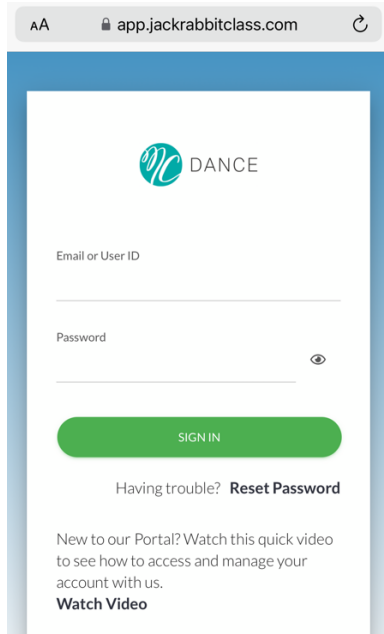 AA app.jackrabbitclass.com
NC DANCE
Email or User ID
Password
SIGN IN
Having trouble? Reset Password
New to our Portal? Watch this quick video
to see how to access and manage your
account with us.
Watch Video